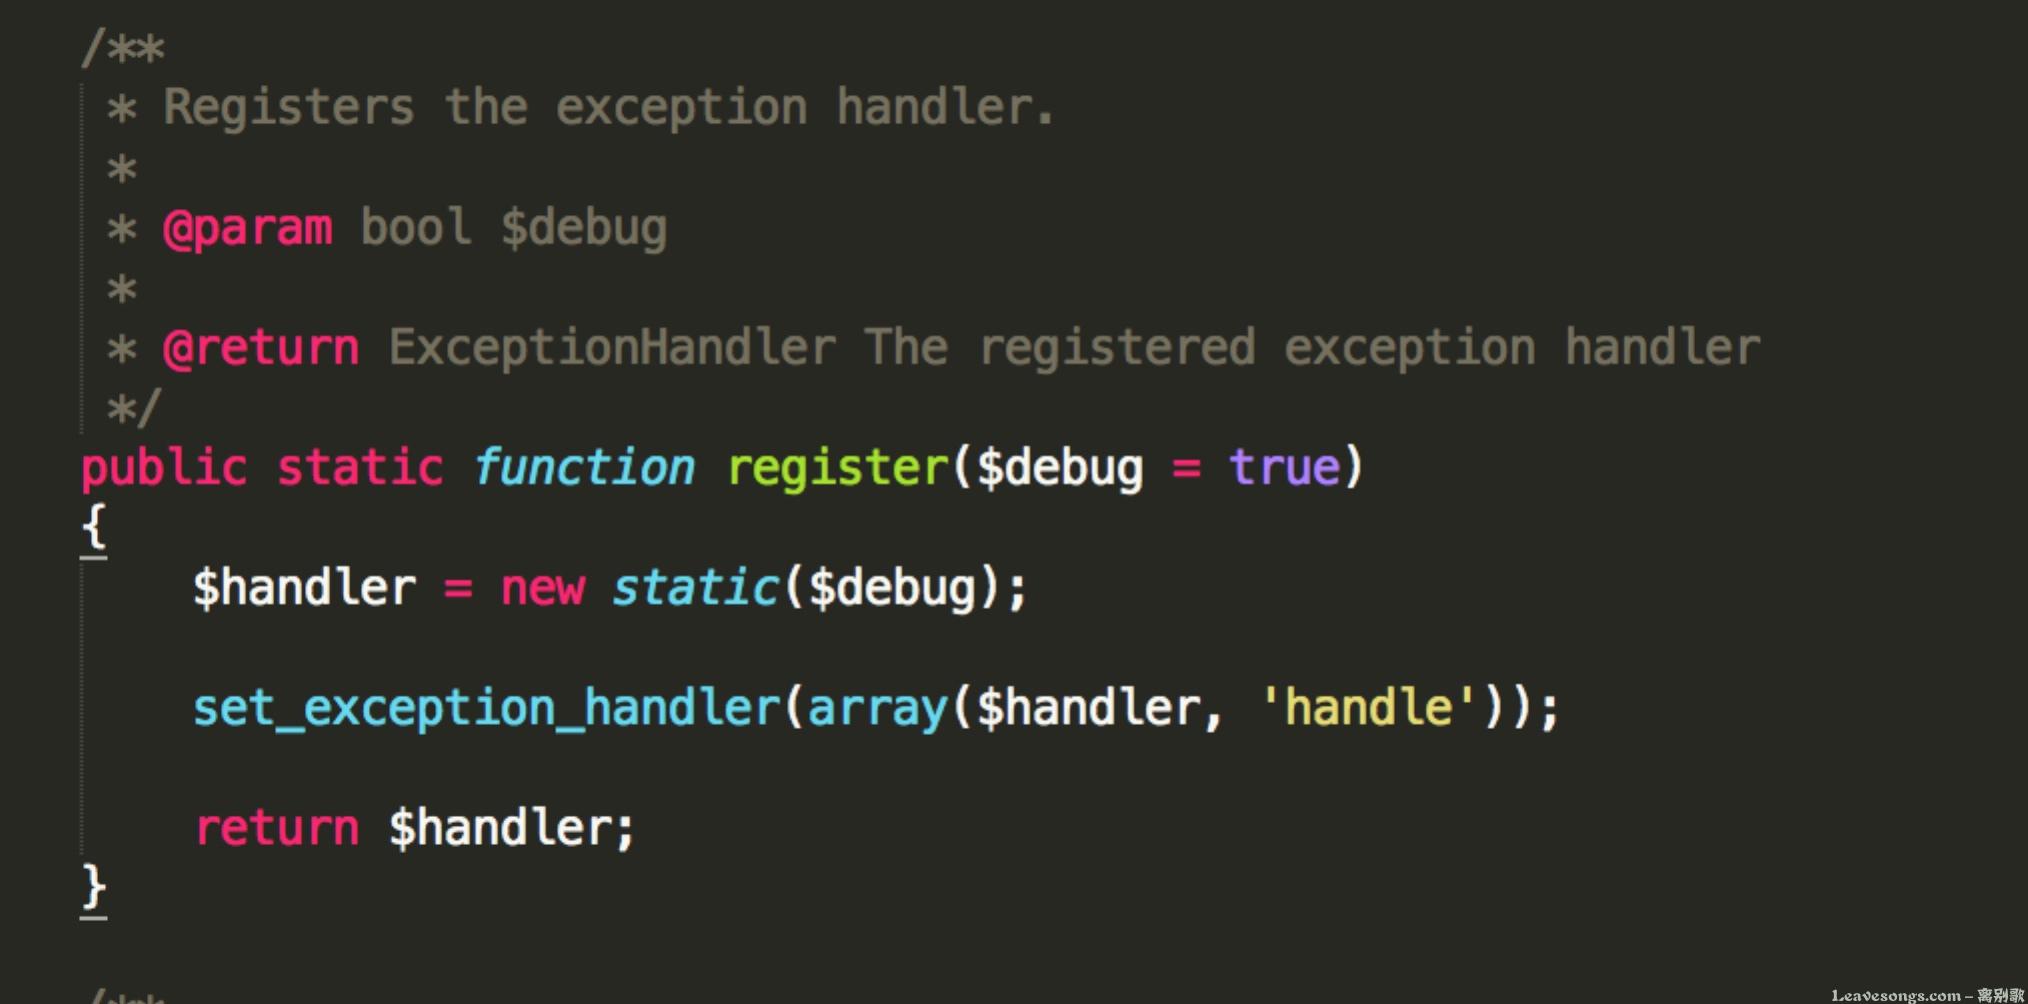 /**
 * Registers the exception handler.
 *
 * @param bool $debug
 *
 * @return ExceptionHandler The registered exception handler
 */
public static function register($debug = true)
{
    $handler = new static($debug);
    set_exception_handler(array($handler, 'handle'));
    return $handler;
}
/**
Leavesongs.com - 离别歌